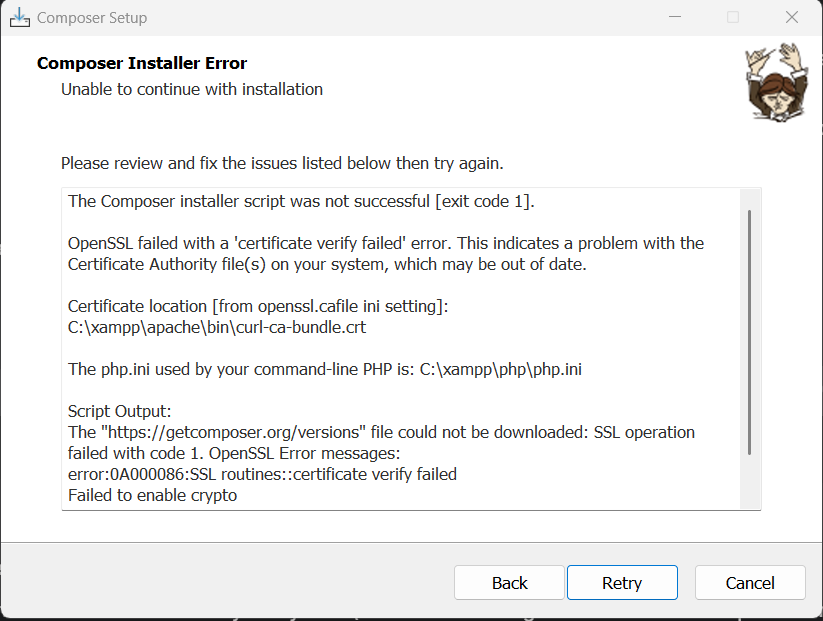 Composer Setup
Composer Installer Error
Unable to continue with installation
Please review and fix the issues listed below then try again.
The Composer installer script was not successful [exit code 1].
OpenSSL failed with a 'certificate verify failed' error. This indicates a problem with the
Certificate Authority file(s) on your system, which may be out of date.
Certificate location [from openssl.cafile ini setting]:
C:\xampp\apache\bin\curl-ca-bundle.crt
The php.ini used by your command-line PHP is: C:\xampp\php\php.ini
Script Output:
The "https://getcomposer.org/versions" file could not be downloaded: SSL operation
failed with code 1. OpenSSL Error messages:
error:0A000086:SSL routines::certificate verify failed
Failed to enable crypto
Back
Retry
Cancel